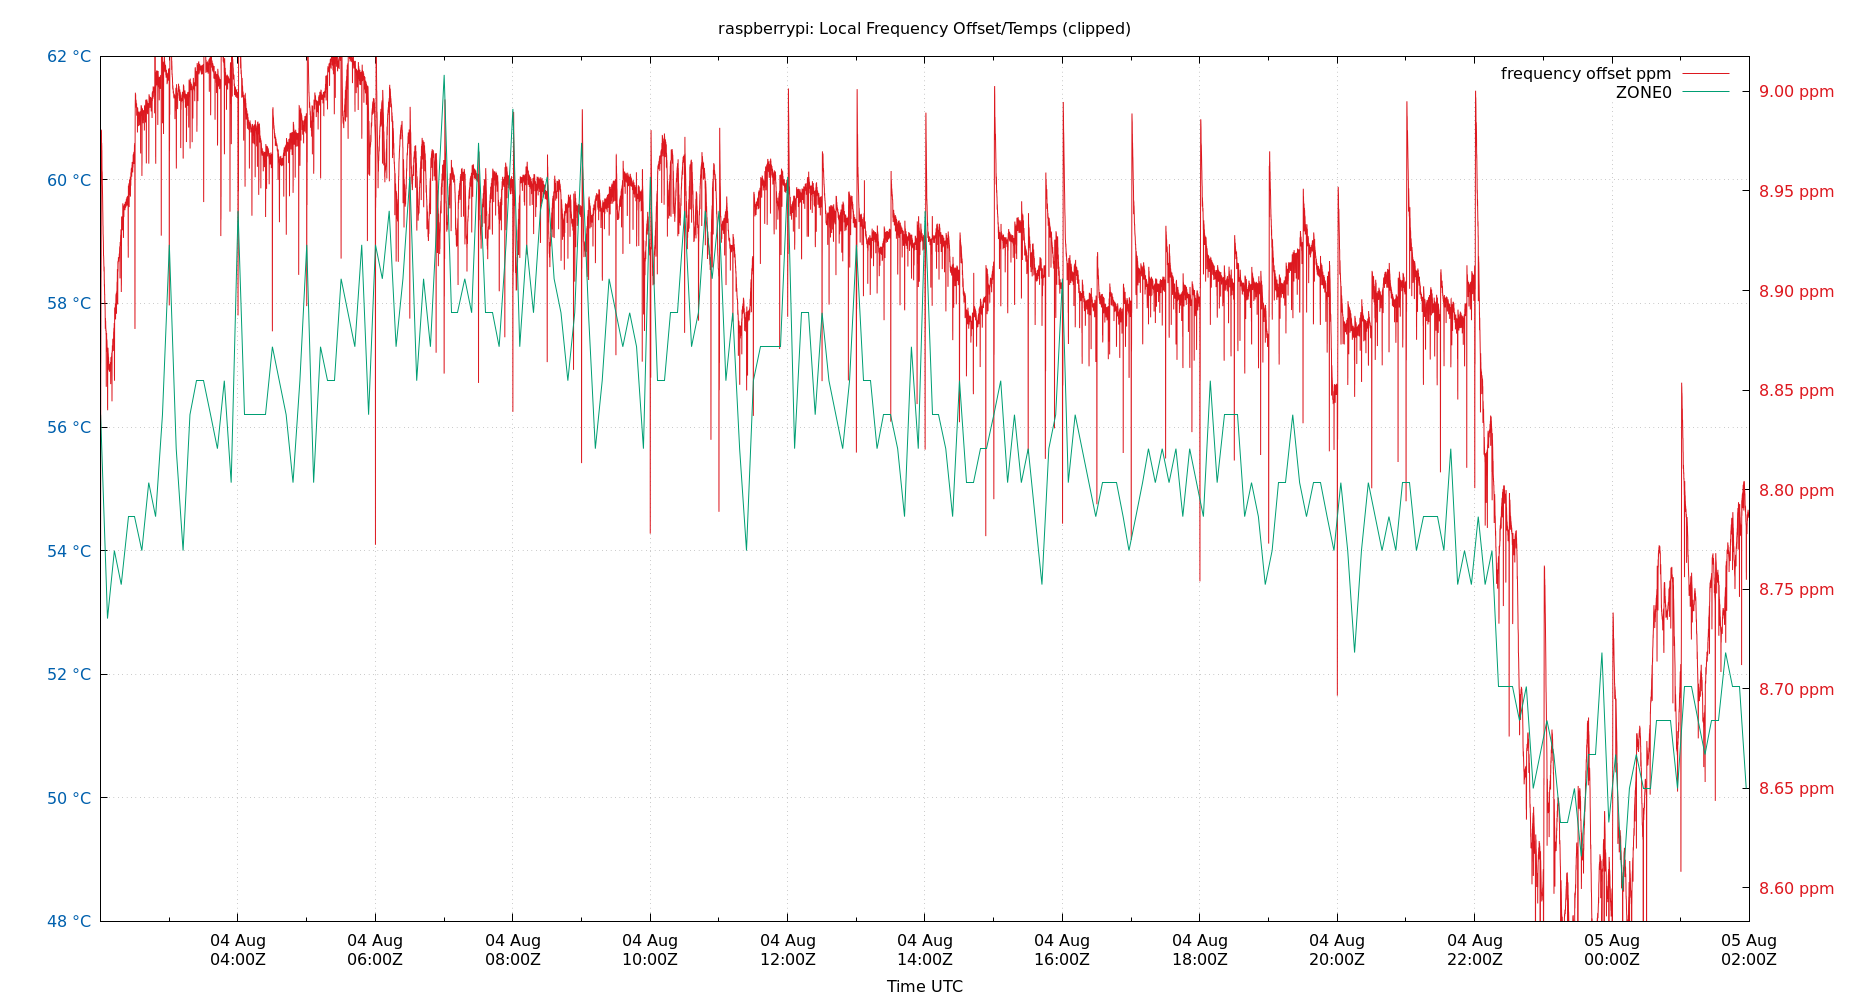 raspberrypi: Local Frequency Offset/Temps (clipped)
frequency offset ppm
ZONE0
62 °C
60 °C
58 °C
56 °C
54 °C
52 °C
50 °C
48 °C
9.00 ppm
8.95 ppm
8.90 ppm
8.85 ppm
8.80 ppm
8.75 ppm
8.70 ppm
8.65 ppm
8.60 ppm
04 Aug
04:00Z
04 Aug
06:00Z
04 Aug
08:00Z
04 Aug
10:00Z
04 Aug
12:00Z
04 Aug
14:00Z
04 Aug
16:00Z
04 Aug
18:00Z
04 Aug
20:00Z
04 Aug
22:00Z
05 Aug
00:00Z
05 Aug
02:00Z
Time UTC